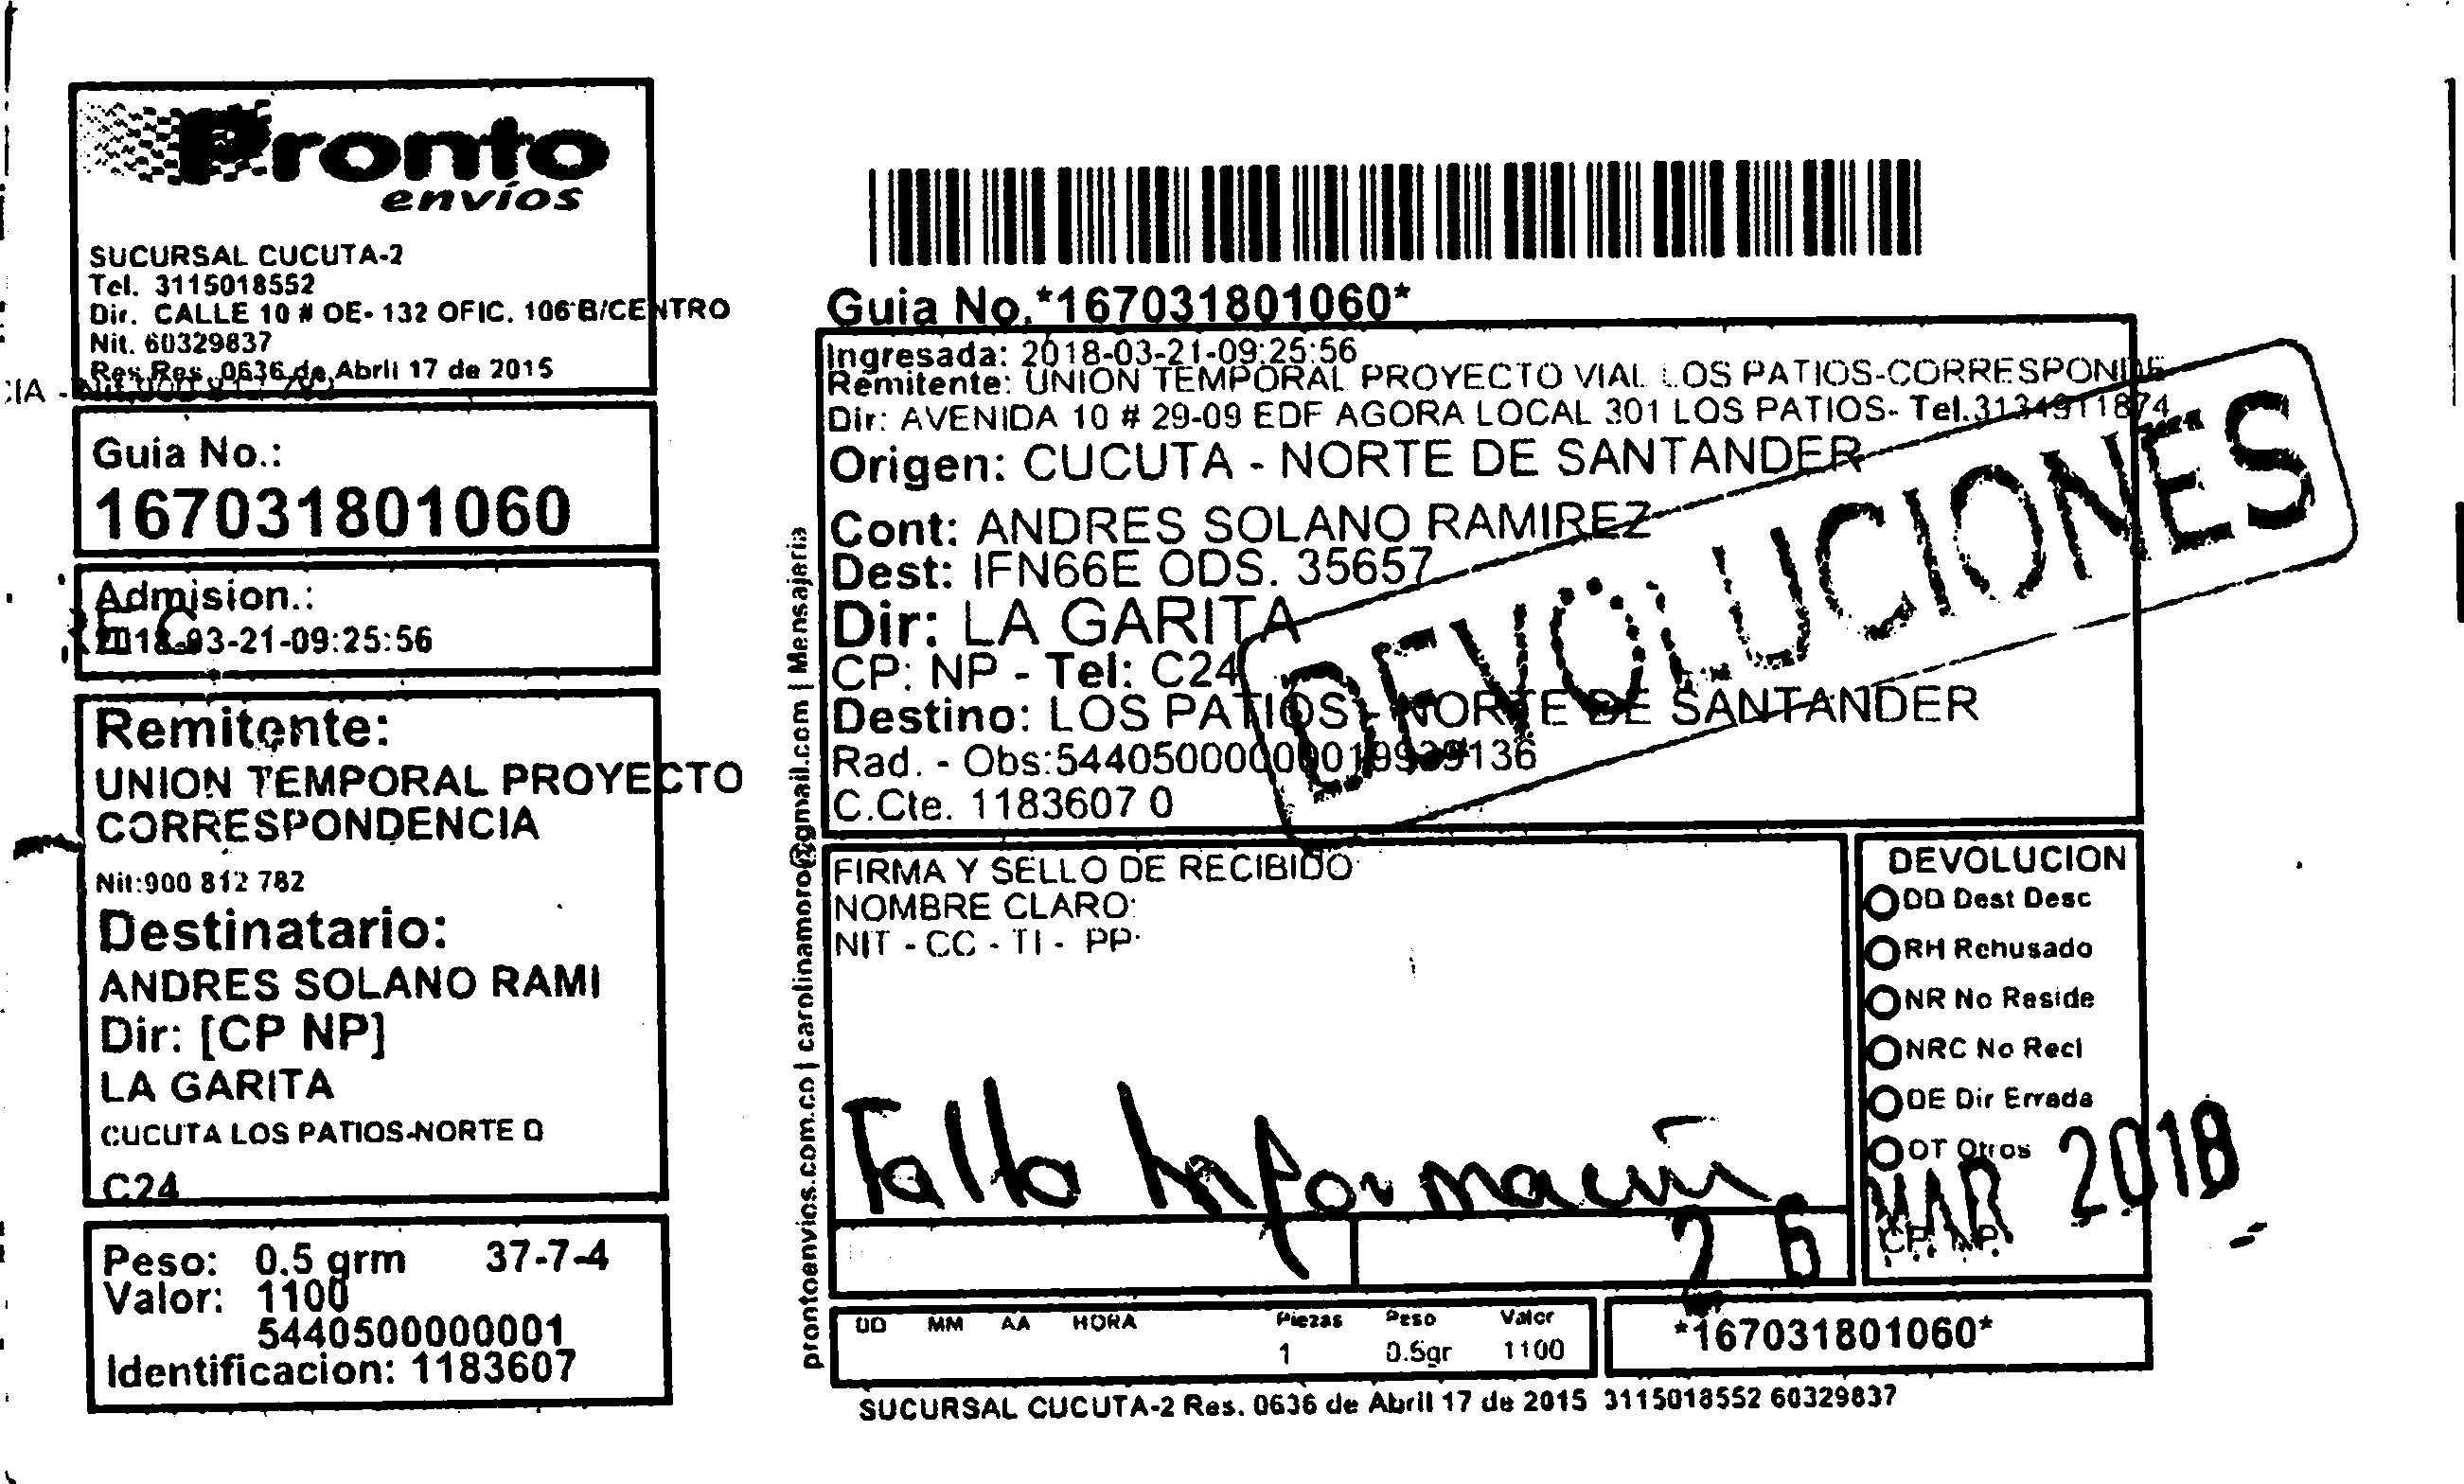 Pronto
envíos
SUCURSAL CUCUTA-2
Tel. 3115018552
Dir. CALLE 10 # OE- 132 OFIC. 106 B/CENTRO
Nit. 60329837
Res Res. 0636 de Abril 17 de 2015
CIA -
Guia No.:
167031801060
Admision.:
2018-03-21-09:25:56
Remitente:
UNION TEMPORAL PROYECTO
CORRESPONDENCIA
Nit:900 812 782
Destinatario:
ANDRES SOLANO RAMI
Dir: [CP NP]
LA GARITA
CUCUTA LOS PATIOS-NORTE D
C24
Peso: 0.5 grm 37-7-4
Valor: 1100
5440500000001
Identificacion: 1183607
prontoenvios.com.co | carolinamoro@gmail.com | Mensajeria
Guia No.*167031801060*
Ingresada: 2018-03-21-09:25:56
Remitente: UNION TEMPORAL PROYECTO VIAL LOS PATIOS-CORRESPONDE
Dir: AVENIDA 10 # 29-09 EDF AGORA LOCAL 301 LOS PATIOS- Tel.3134911874
Origen: CUCUTA - NORTE DE SANTANDER
Cont: ANDRES SOLANO RAMIREZ
Dest: IFN66E ODS. 35657
Dir: LA GARITA
CP: NP - Tel: C24
Destino: LOS PATIOS - NORTE DE SANTANDER
Rad. - Obs:
C.Cte. 1183607 0
DEVOLUCIONES
FIRMA Y SELLO DE RECIBIDO
NOMBRE CLARO:
NIT - CC - TI - PP
Falta Información
DEVOLUCION
DD Dest Desc
RH Rehusado
NR No Reside
NRC No Recl
DE Dir Errada
OT Otros
CP. NP.
26 MAR 2018
DD MM AA HORA Piezas Peso Valor
1 0.5gr 1100
*167031801060*
SUCURSAL CUCUTA-2 Res. 0636 de Abril 17 de 2015 3115018552 60329837